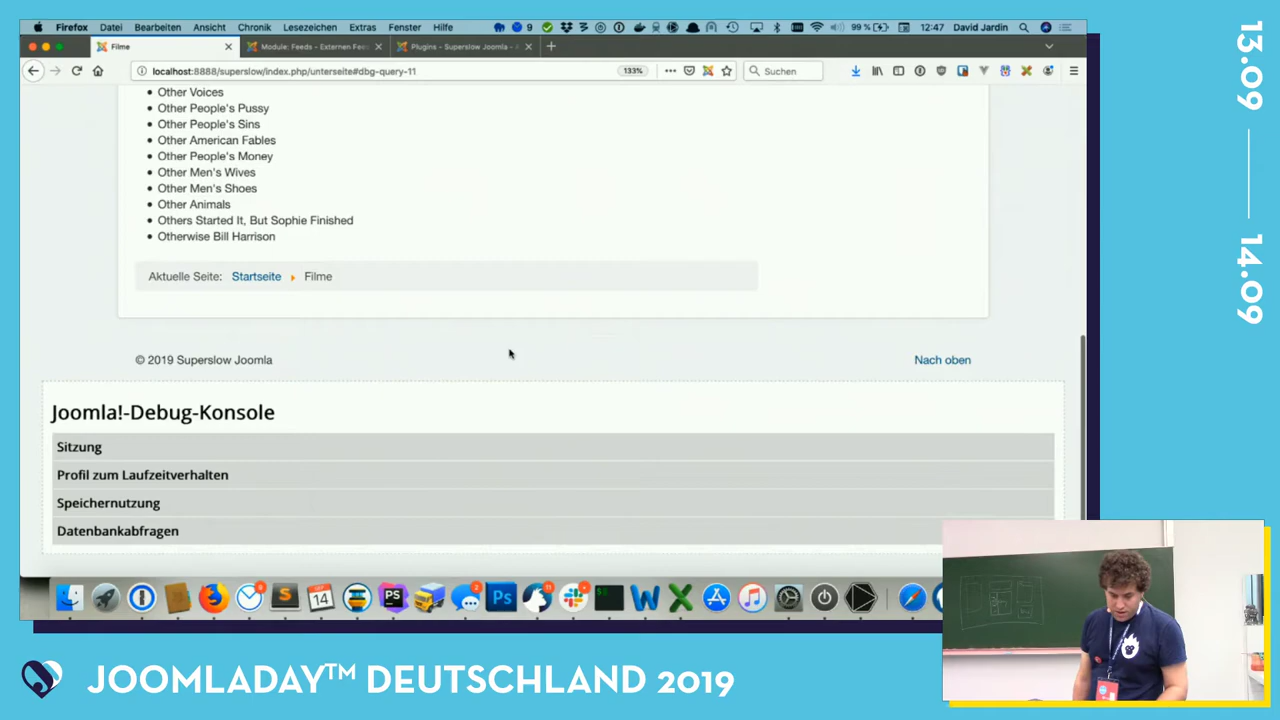 Firefox Datei Bearbeiten Ansicht Chronik Lesezeichen Extras Fenster Hilfe 9 99 % 12:47 David Jardin
Filme Module: Feeds - Externen Fee Plugins - Superslow Joomla -
localhost:8888/superslow/index.php/unterseite#dbg-query-11 133% Suchen
Other Voices
Other People's Pussy
Other People's Sins
Other American Fables
Other People's Money
Other Men's Wives
Other Men's Shoes
Other Animals
Others Started It, But Sophie Finished
Otherwise Bill Harrison
Aktuelle Seite: Startseite Filme
© 2019 Superslow Joomla Nach oben
Joomla!-Debug-Konsole
Sitzung
Profil zum Laufzeitverhalten
Speichernutzung
Datenbankabfragen
14 PS Ps
13.09
14.09
JOOMLADAY™ DEUTSCHLAND 2019